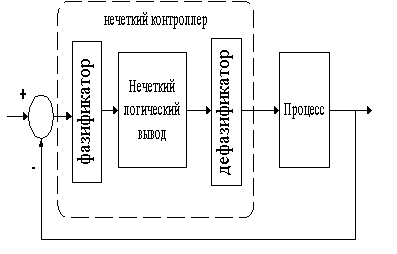 нечеткий контроллер
+
-
фазификатор
Нечеткий
логический
вывод
дефазификатор
Процесс